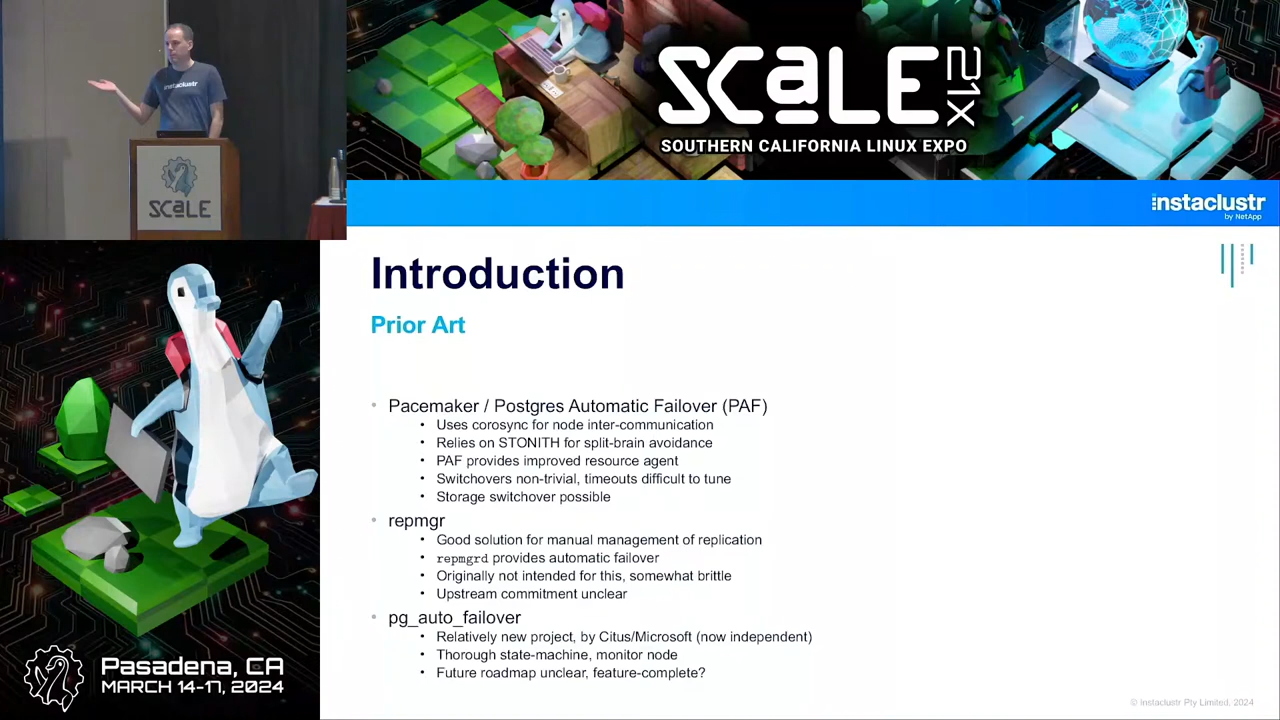 instaclustr
SCaLE
SCaLE 21x
SOUTHERN CALIFORNIA LINUX EXPO
instaclustr
by NetApp
Introduction
Prior Art
• Pacemaker / Postgres Automatic Failover (PAF)
• Uses corosync for node inter-communication
• Relies on STONITH for split-brain avoidance
• PAF provides improved resource agent
• Switchovers non-trivial, timeouts difficult to tune
• Storage switchover possible
• repmgr
• Good solution for manual management of replication
• repmgrd provides automatic failover
• Originally not intended for this, somewhat brittle
• Upstream commitment unclear
• pg_auto_failover
• Relatively new project, by Citus/Microsoft (now independent)
• Thorough state-machine, monitor node
• Future roadmap unclear, feature-complete?
Pasadena, CA
MARCH 14-17, 2024
© Instaclustr Pty Limited, 2024